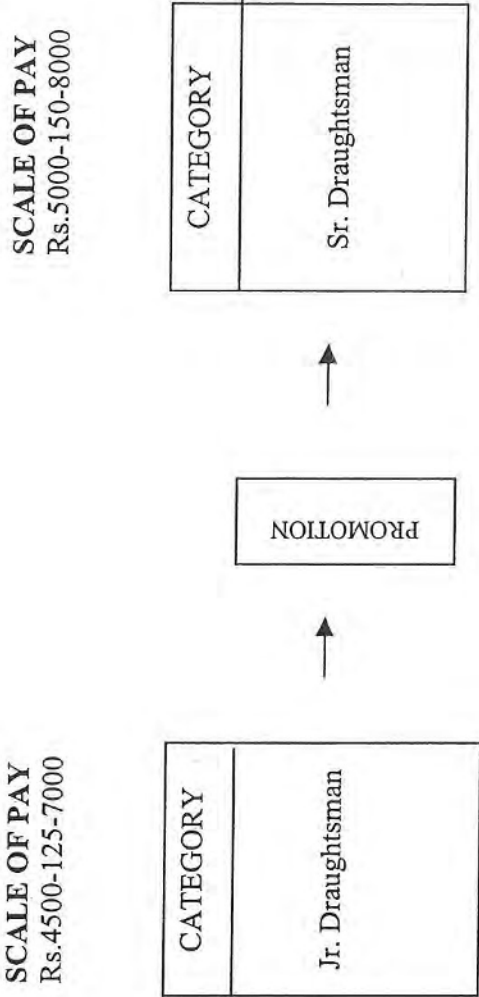 SCALE OF PAY
Rs.4500-125-7000
CATEGORY
Jr. Draughtsman
PROMOTION
SCALE OF PAY
Rs.5000-150-8000
CATEGORY
Sr. Draughtsman